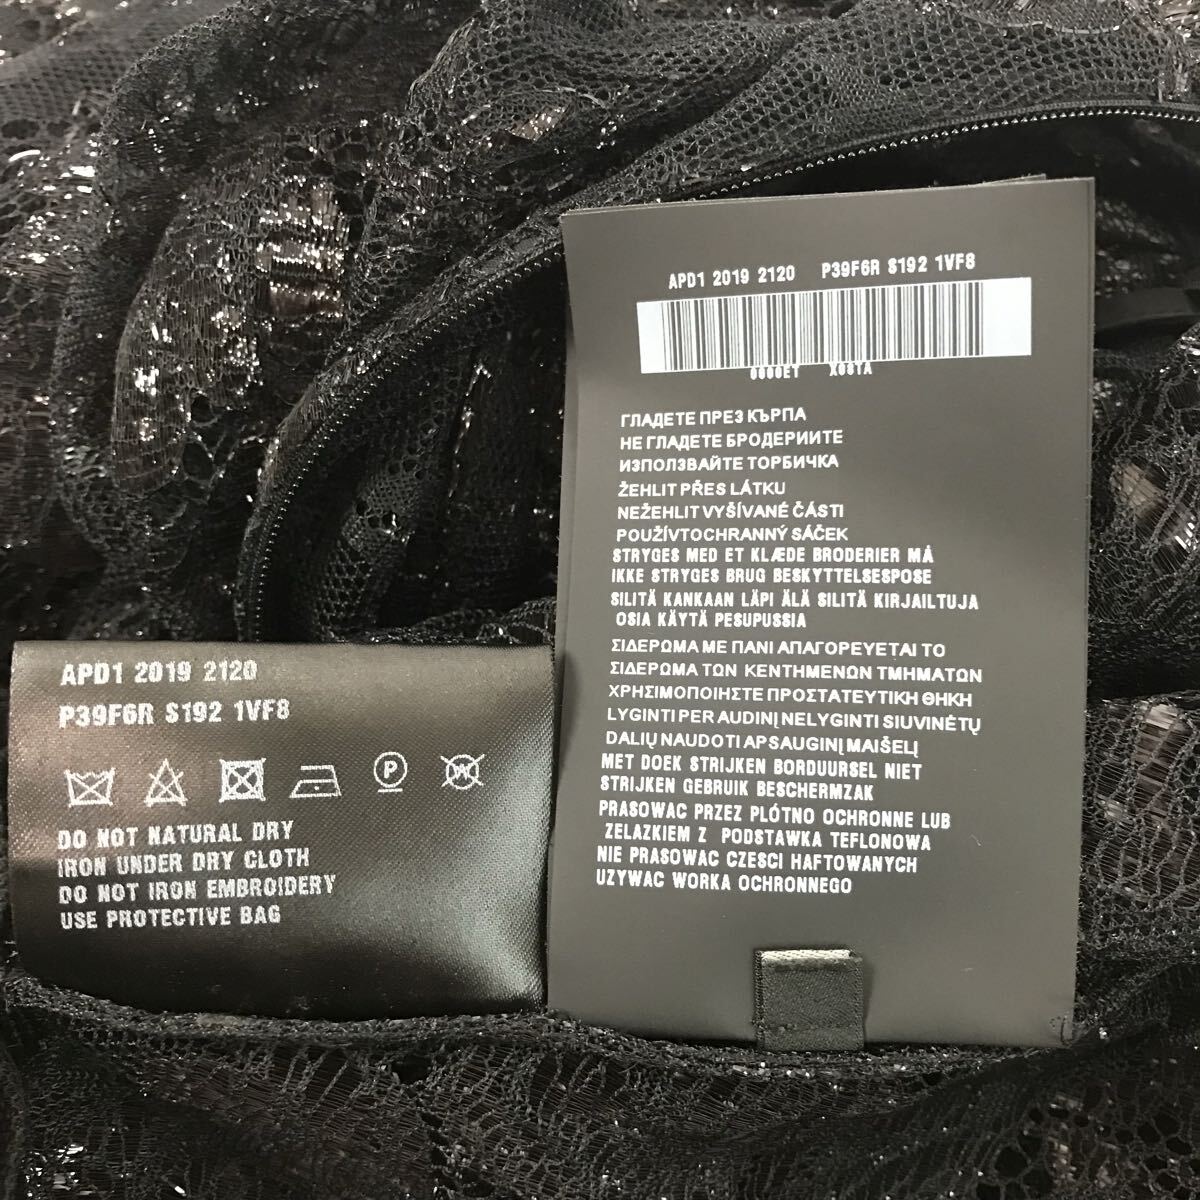 APD1 2019 2120
P39F6R S192 1VF8
P
W
DO NOT NATURAL DRY
IRON UNDER DRY CLOTH
DO NOT IRON EMBROIDERY
USE PROTECTIVE BAG
APD1 2019 2120 P39F6R S192 1VF8
ГЛАДЕТЕ ПРЕЗ КЪРПА
НЕ ГЛАДЕТЕ БРОДЕРИИТЕ
ИЗПОЛЗВАЙТЕ ТОРБИЧКА
ŽEHLIT PŘES LÁTKU
NEŽEHLIT VYŠÍVANÉ ČÁSTI
POUŽÍVTOCHRANNÝ SÁČEK
STRYGES MED ET KLÆDE BRODERIER MÅ
IKKE STRYGES BRUG BESKYTTELSESPOSE
SILITÄ KANKAAN LÄPI ÄLÄ SILITÄ KIRJAILTUJA
OSIA KÄYTÄ PESUPUSSIA
ΣΙΔΕΡΩΜΑ ΜΕ ΠΑΝΙ ΑΠΑΓΟΡΕΥΕΤΑΙ ΤΟ
ΣΙΔΕΡΩΜΑ ΤΩΝ ΚΕΝΤΗΜΕΝΩΝ ΤΜΗΜΑΤΩΝ
ΧΡΗΣΙΜΟΠΟΙΗΣΤΕ ΠΡΟΣΤΑΤΕΥΤΙΚΗ ΘΗΚΗ
LYGINTI PER AUDINĮ NELYGINTI SIUVINĖTŲ
DALIŲ NAUDOTI APSAUGINĮ MAIŠELĮ
MET DOEK STRIJKEN BORDUURSEL NIET
STRIJKEN GEBRUIK BESCHERMZAK
PRASOWAC PRZEZ PŁÓTNO OCHRONNE LUB
ZELAZKIEM Z PODSTAWKA TEFLONOWA
NIE PRASOWAC CZESCI HAFTOWANYCH
UZYWAC WORKA OCHRONNEGO